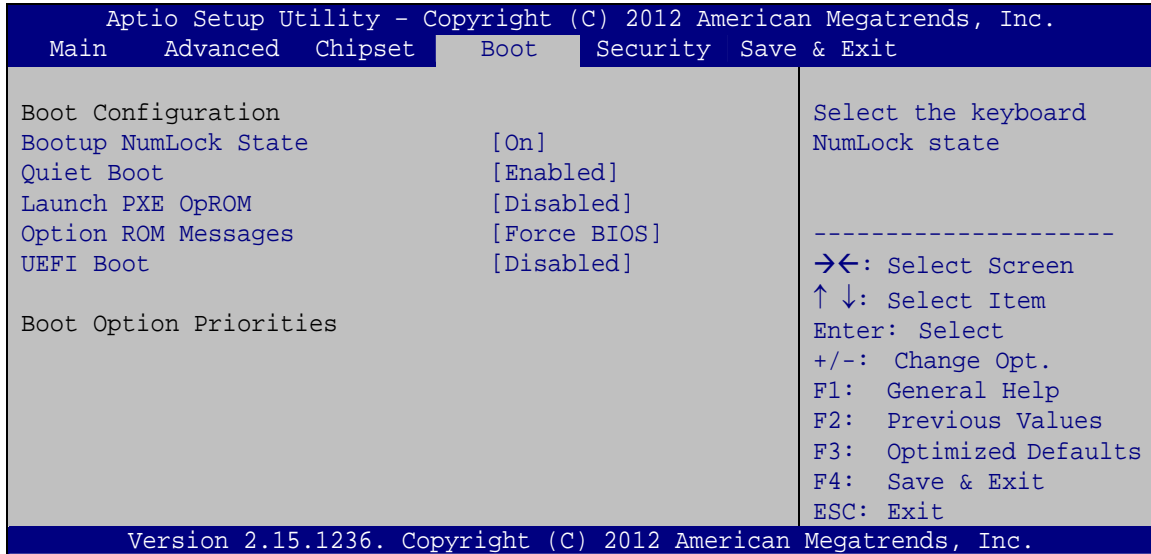 Aptio Setup Utility – Copyright (C) 2012 American Megatrends, Inc.
Main Advanced Chipset Boot Security Save & Exit
Boot Configuration
Bootup NumLock State [On]
Quiet Boot [Enabled]
Launch PXE OpROM [Disabled]
Option ROM Messages [Force BIOS]
UEFI Boot [Disabled]
Boot Option Priorities
Select the keyboard
NumLock state
---------------------
→←: Select Screen
↑ ↓: Select Item
Enter: Select
+/-: Change Opt.
F1: General Help
F2: Previous Values
F3: Optimized Defaults
F4: Save & Exit
ESC: Exit
Version 2.15.1236. Copyright (C) 2012 American Megatrends, Inc.